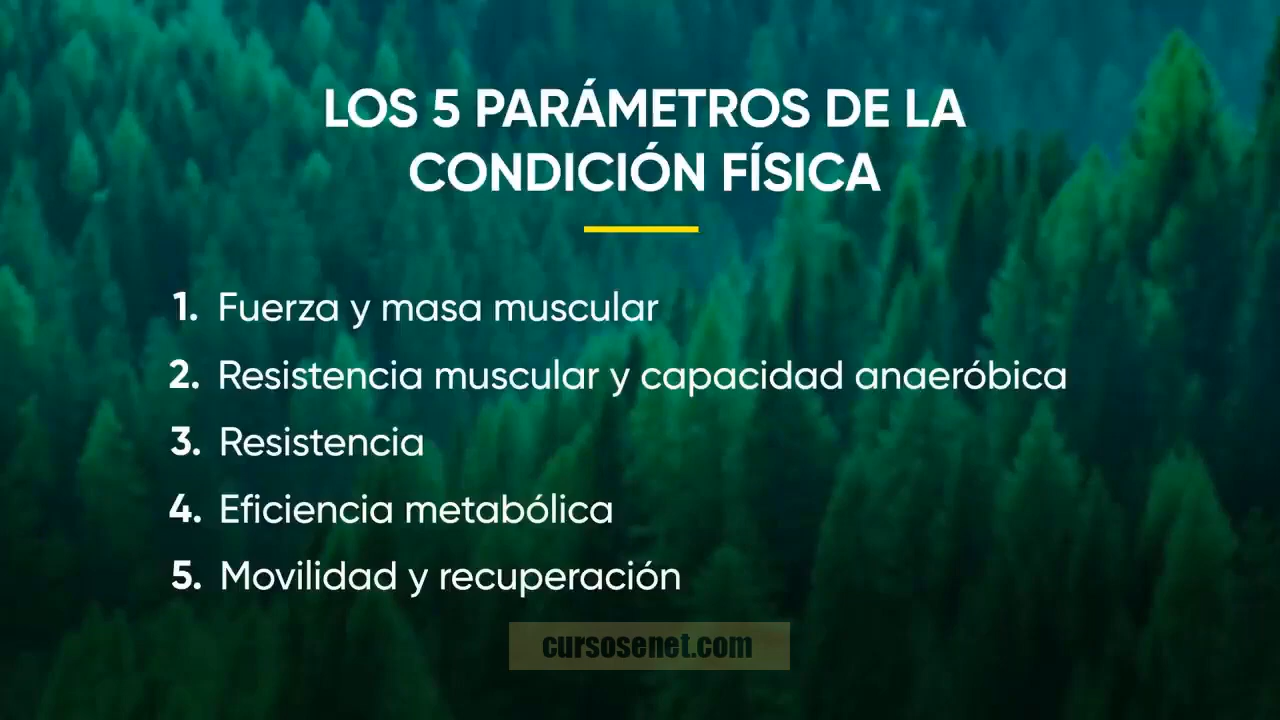 LOS 5 PARÁMETROS DE LA
CONDICIÓN FÍSICA
1. Fuerza y masa muscular
2. Resistencia muscular y capacidad anaeróbica
3. Resistencia
4. Eficiencia metabólica
5. Movilidad y recuperación
cursosenet.com